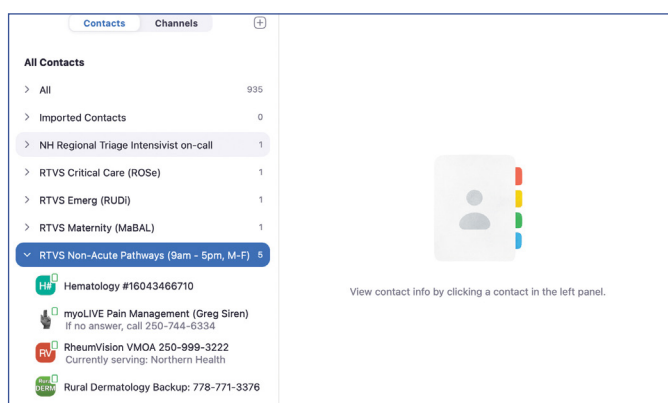 Contacts
Channels
All Contacts
All 935
Imported Contacts 0
NH Regional Triage Intensivist on-call 1
RTVS Critical Care (ROSe) 1
RTVS Emerg (RUDi) 1
RTVS Maternity (MaBAL) 1
RTVS Non-Acute Pathways (9am - 5pm, M-F) 5
H# Hematology #16043466710
myoLIVE Pain Management (Greg Siren)
If no answer, call 250-744-6334
RV RheumVision VMOA 250-999-3222
Currently serving: Northern Health
Rural
DERM Rural Dermatology Backup: 778-771-3376
View contact info by clicking a contact in the left panel.